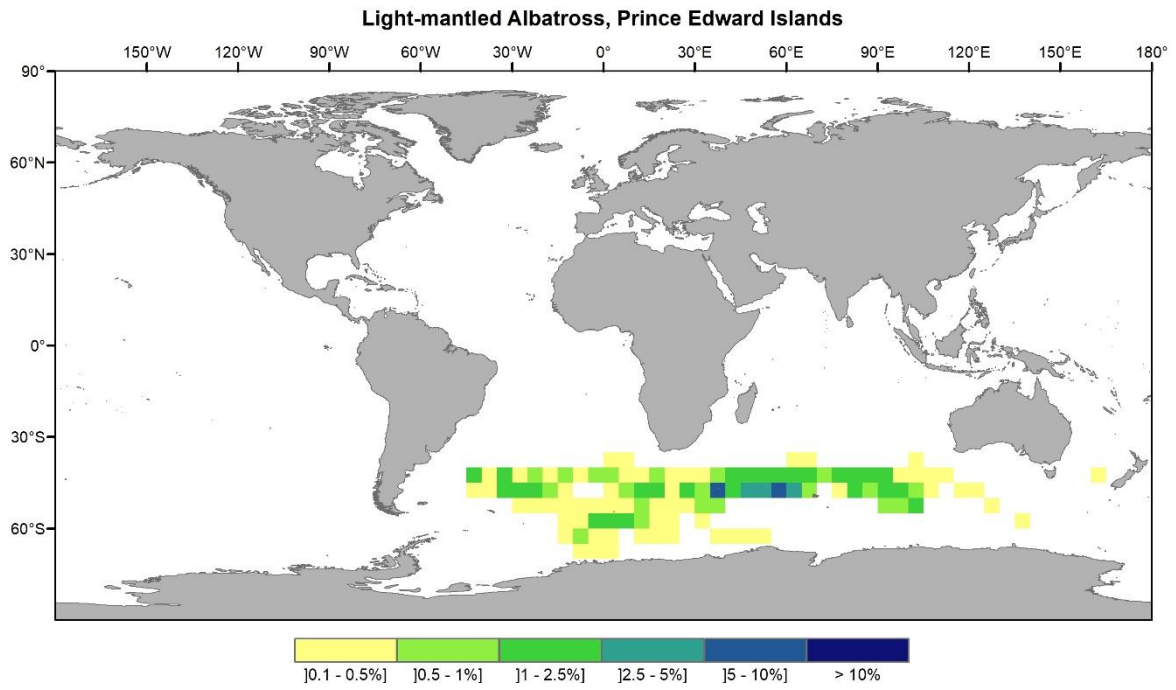 Light-mantled Albatross, Prince Edward Islands
150°W 120°W 90°W 60°W 30°W 0° 30°E 60°E 90°E 120°E 150°E 180°
90°
60°N
30°N
0°
30°S
60°S
]0.1 - 0.5%] ]0.5 - 1%] ]1 - 2.5%] ]2.5 - 5%] ]5 - 10%] > 10%